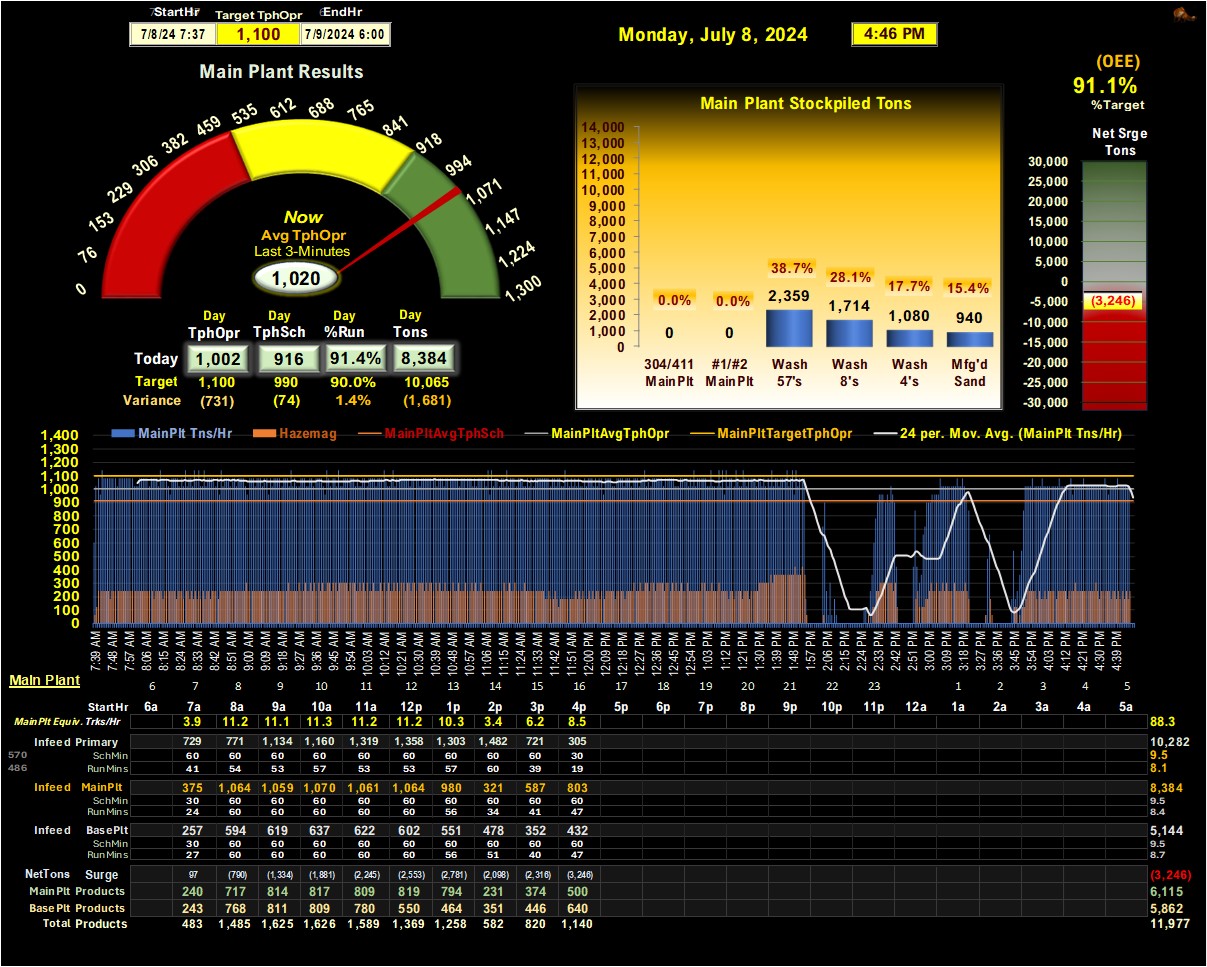 StartHr Target TphOpr EndHr
7/8/24 7:37 1,100 7/9/2024 6:00
Monday, July 8, 2024 4:46 PM
(OEE)
91.1%
%Target
Main Plant Results
0 76 153 229 306 382 459 535 612 688 765 841 918 994 1,071 1,147 1,224 1,300
Now
Avg TphOpr
Last 3-Minutes
1,020
Day Day Day Day
TphOpr TphSch %Run Tons
Today 1,002 916 91.4% 8,384
Target 1,100 990 90.0% 10,065
Variance (731) (74) 1.4% (1,681)
Main Plant Stockpiled Tons
14,000
13,000
12,000
11,000
10,000
9,000
8,000
7,000
6,000
5,000
4,000
3,000
2,000
1,000
0
0.0% 0.0% 38.7% 28.1% 17.7% 15.4%
0 0 2,359 1,714 1,080 940
304/411 #1/#2 Wash Wash Wash Mfg'd
MainPlt MainPlt 57's 8's 4's Sand
Net Srge
Tons
30,000
25,000
20,000
15,000
10,000
5,000
0
-5,000
-10,000
-15,000
-20,000
-25,000
-30,000
(3,246)
MainPlt Tns/Hr Hazemag MainPltAvgTphSch MainPltAvgTphOpr MainPltTargetTphOpr 24 per. Mov. Avg. (MainPlt Tns/Hr)
1,400
1,300
1,200
1,100
1,000
900
800
700
600
500
400
300
200
100
0
7:39 AM 7:48 AM 7:57 AM 8:06 AM 8:15 AM 8:24 AM 8:33 AM 8:42 AM 8:51 AM 9:00 AM 9:09 AM 9:18 AM 9:27 AM 9:36 AM 9:45 AM 9:54 AM 10:03 AM 10:12 AM 10:21 AM 10:30 AM 10:39 AM 10:48 AM 10:57 AM 11:06 AM 11:15 AM 11:24 AM 11:33 AM 11:42 AM 11:51 AM 12:00 PM 12:09 PM 12:18 PM 12:27 PM 12:36 PM 12:45 PM 12:54 PM 1:03 PM 1:12 PM 1:21 PM 1:30 PM 1:39 PM 1:48 PM 1:57 PM 2:06 PM 2:15 PM 2:24 PM 2:33 PM 2:42 PM 2:51 PM 3:00 PM 3:09 PM 3:18 PM 3:27 PM 3:36 PM 3:45 PM 3:54 PM 4:03 PM 4:12 PM 4:21 PM 4:30 PM 4:39 PM
Main Plant
6 7 8 9 10 11 12 13 14 15 16 17 18 19 20 21 22 23 1 2 3 4 5
StartHr 6a 7a 8a 9a 10a 11a 12p 1p 2p 3p 4p 5p 6p 7p 8p 9p 10p 11p 12a 1a 2a 3a 4a 5a
MainPlt Equiv. Trks/Hr 3.9 11.2 11.1 11.3 11.2 11.2 10.3 3.4 6.2 8.5 88.3
Infeed Primary 729 771 1,134 1,160 1,319 1,358 1,303 1,482 721 305 10,282
570 SchMin 60 60 60 60 60 60 60 60 60 30 9.5
486 RunMins 41 54 53 57 53 53 57 60 39 19 8.1
Infeed MainPlt 375 1,064 1,059 1,070 1,061 1,064 980 321 587 803 8,384
SchMin 30 60 60 60 60 60 60 60 60 60 9.5
RunMins 24 60 60 60 60 60 56 34 41 47 8.4
Infeed BasePlt 257 594 619 637 622 602 551 478 352 432 5,144
SchMin 30 60 60 60 60 60 60 60 60 60 9.5
RunMins 27 60 60 60 60 60 56 51 40 47 8.7
NetTons Surge 97 (790) (1,334) (1,881) (2,245) (2,553) (2,781) (2,098) (2,316) (3,246) (3,246)
MainPlt Products 240 717 814 817 809 819 794 231 374 500 6,115
BasePlt Products 243 768 811 809 780 550 464 351 446 640 5,862
Total Products 483 1,485 1,625 1,626 1,589 1,369 1,258 582 820 1,140 11,977